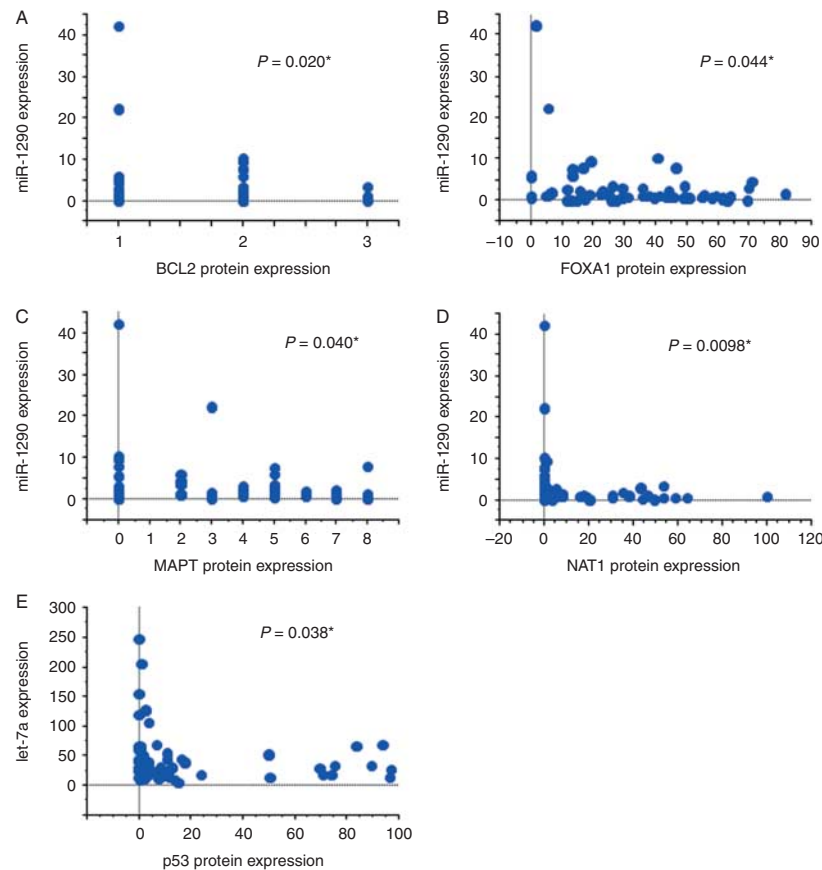 A
miR-1290 expression
40
30
20
10
0
P = 0.020*
1 2 3
BCL2 protein expression
B
miR-1290 expression
40
30
20
10
0
P = 0.044*
–10 0 10 20 30 40 50 60 70 80 90
FOXA1 protein expression
C
miR-1290 expression
40
30
20
10
0
P = 0.040*
0 1 2 3 4 5 6 7 8
MAPT protein expression
D
miR-1290 expression
40
30
20
10
0
P = 0.0098*
–20 0 20 40 60 80 100 120
NAT1 protein expression
E
let-7a expression
300
250
200
150
100
50
0
P = 0.038*
0 20 40 60 80 100
p53 protein expression